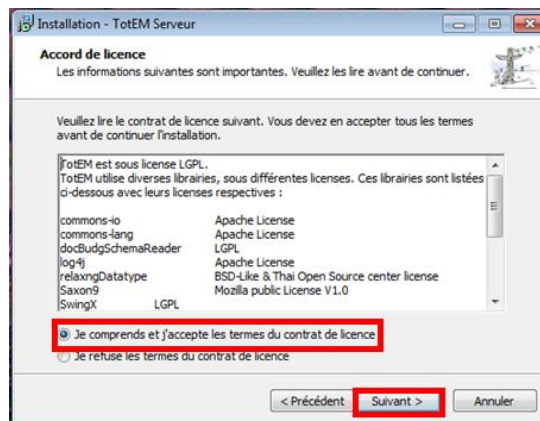 Installation - TotEM Serveur
Accord de licence
Les informations suivantes sont importantes. Veuillez les lire avant de continuer.
Veuillez lire le contrat de licence suivant. Vous devez en accepter tous les termes
avant de continuer l'installation.
TotEM est sous license LGPL.
TotEM utilise diverses librairies, sous différentes licenses. Ces librairies sont listées
ci-dessous avec leurs licenses respectives :
commons-io Apache License
commons-lang Apache License
docBudgSchemaReader LGPL
log4j Apache License
relaxngDatatype BSD-Like & Thai Open Source center license
Saxon9 Mozilla public License V1.0
SwingX LGPL
Je comprends et j'accepte les termes du contrat de licence
Je refuse les termes du contrat de licence
< Précédent Suivant > Annuler